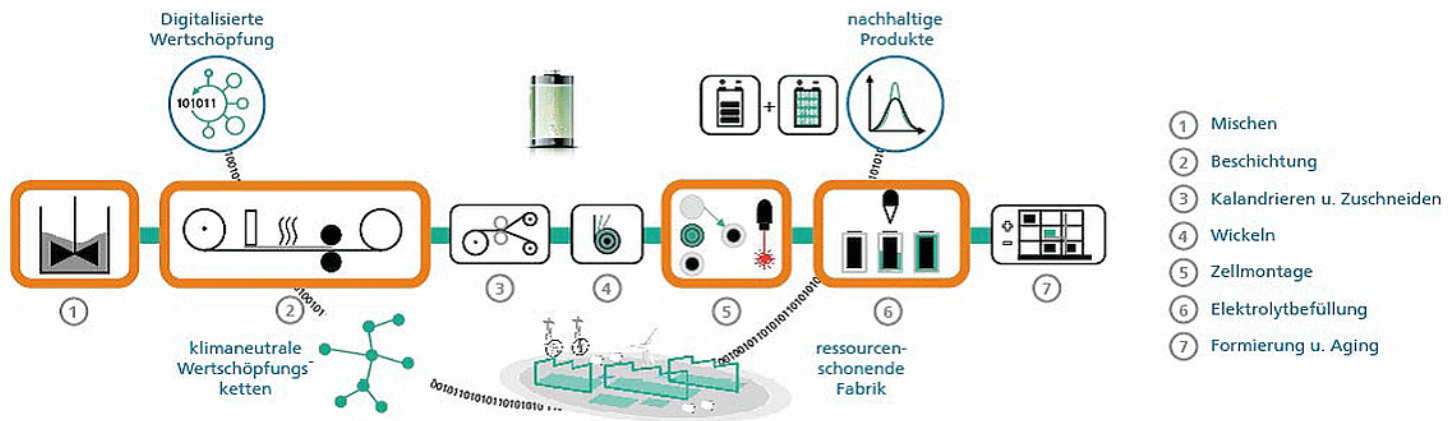 Digitalisierte
Wertschöpfung
101011
nachhaltige
Produkte
+
1
2
3
4
5
6
7
klimaneutrale
Wertschöpfungs
ketten
ressourcen-
schonende
Fabrik
1 Mischen
2 Beschichtung
3 Kalandrieren u. Zuschneiden
4 Wickeln
5 Zellmontage
6 Elektrolytbefüllung
7 Formierung u. Aging